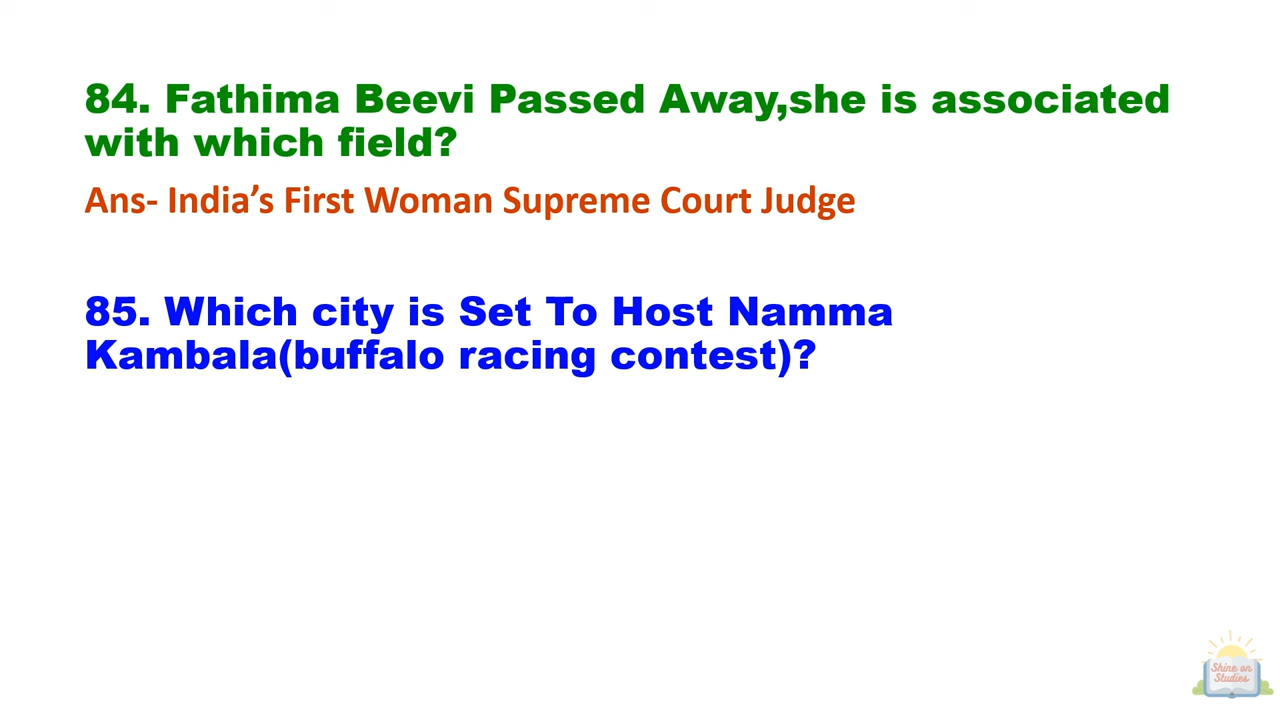 84. Fathima Beevi Passed Away,she is associated
with which field?
Ans- India’s First Woman Supreme Court Judge
85. Which city is Set To Host Namma
Kambala(buffalo racing contest)?
Shine on
Studies